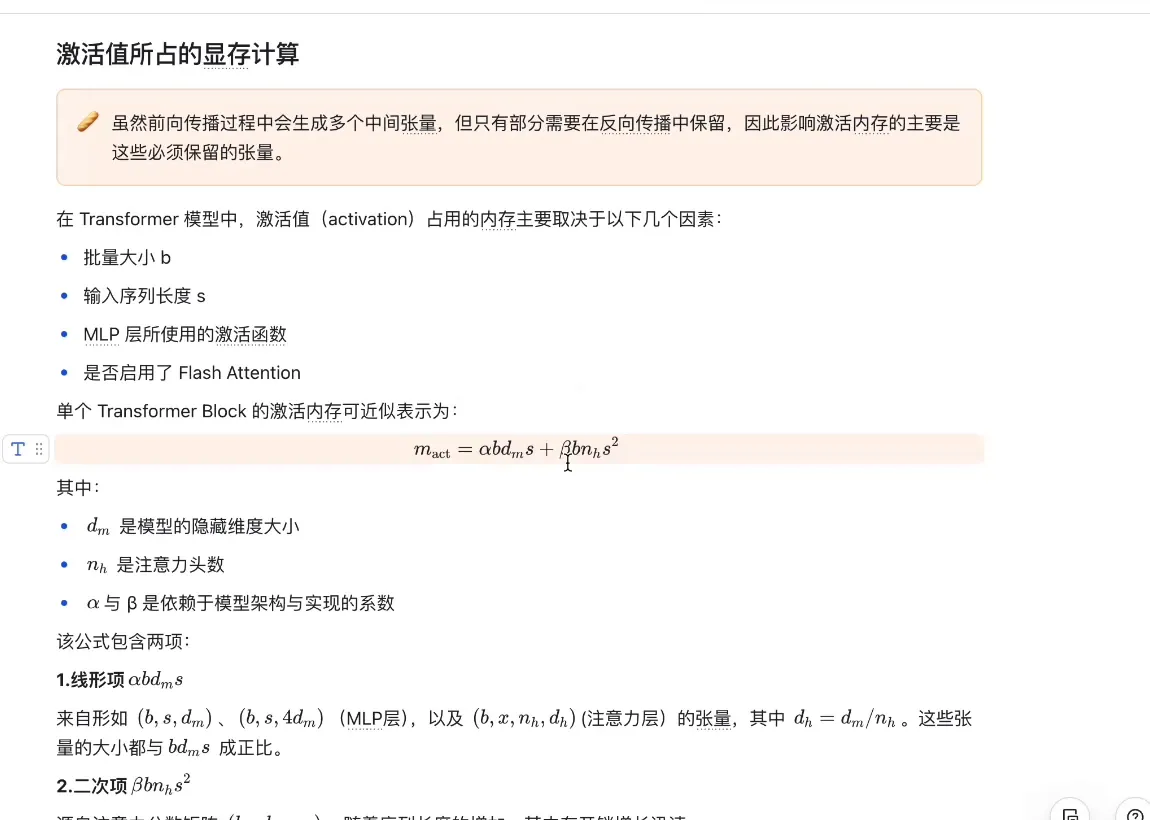 激活值所占的显存计算
虽然前向传播过程中会生成多个中间张量，但只有部分需要在反向传播中保留，因此影响激活内存的主要是
这些必须保留的张量。
在 Transformer 模型中，激活值（activation）占用的内存主要取决于以下几个因素：
• 批量大小 b
• 输入序列长度 s
• MLP 层所使用的激活函数
• 是否启用了 Flash Attention
单个 Transformer Block 的激活内存可近似表示为：
T
m_act = αbd_m s + βbn_h s²
其中：
• d_m 是模型的隐藏维度大小
• n_h 是注意力头数
• α 与 β 是依赖于模型架构与实现的系数
该公式包含两项：
1.线形项 αbd_m s
来自形如 (b, s, d_m) 、 (b, s, 4d_m) （MLP层），以及 (b, x, n_h, d_h) (注意力层）的张量，其中 d_h = d_m/n_h 。这些张
量的大小都与 bd_m s 成正比。
2.二次项 βbn_h s²